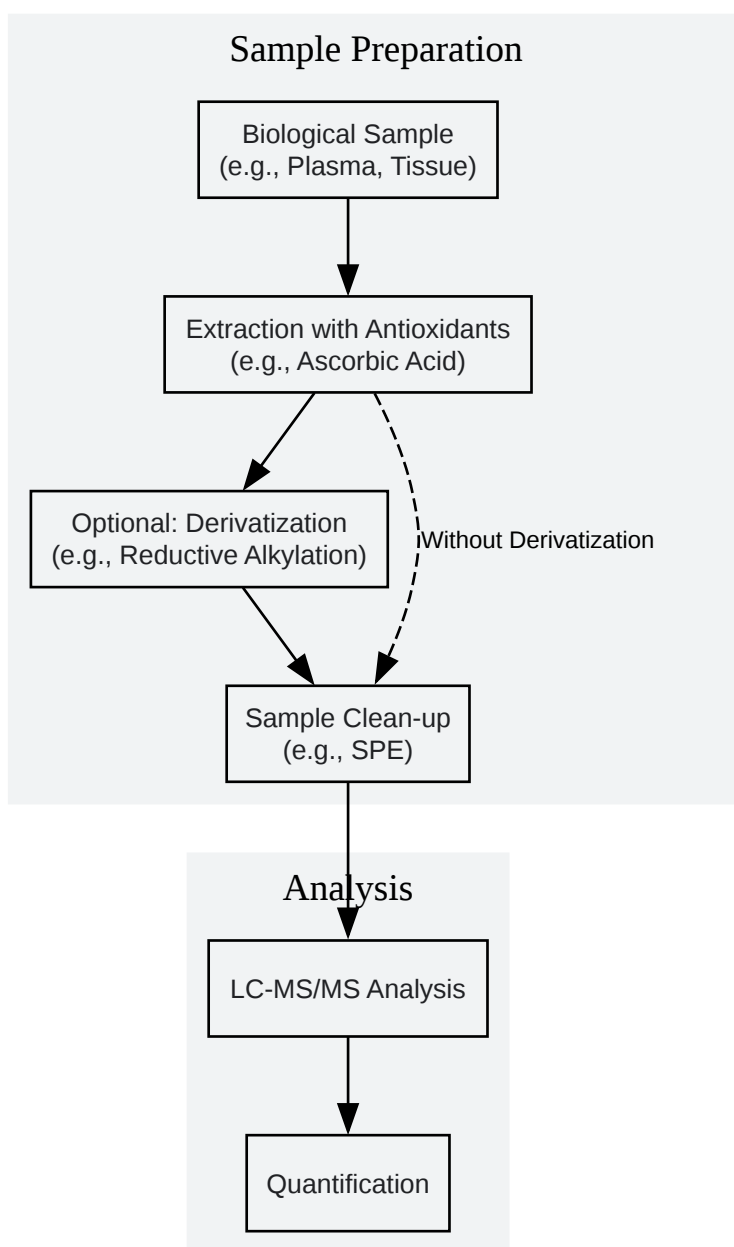 Sample Preparation
Biological Sample
(e.g., Plasma, Tissue)
Extraction with Antioxidants
(e.g., Ascorbic Acid)
Optional: Derivatization
(e.g., Reductive Alkylation)
Without Derivatization
Sample Clean-up
(e.g., SPE)
Analysis
LC-MS/MS Analysis
Quantification